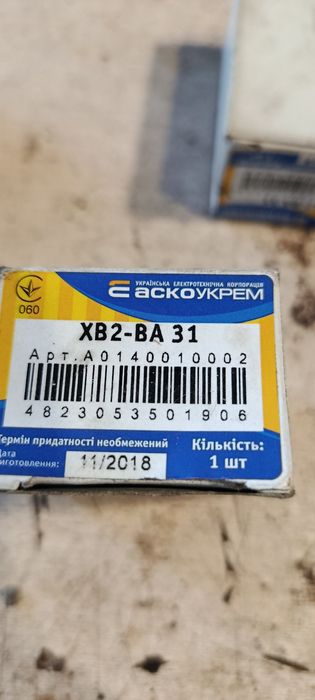 УКРАЇНСЬКА ЕЛЕКТРОТЕХНІЧНА КОРПОРАЦІЯ
АСКОУКРЕМ
060
XB2-BA 31
Арт.A0140010002
4823053501906
Термін придатності необмежений
Дата
виготовлення: 11/2018
Кількість:
1 шт